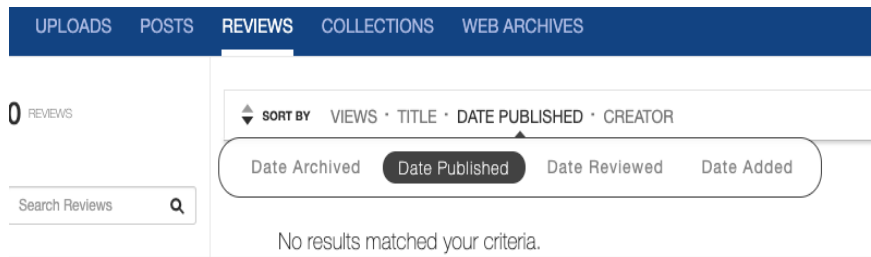 UPLOADS POSTS REVIEWS COLLECTIONS WEB ARCHIVES
0 REVIEWS
SORT BY VIEWS · TITLE · DATE PUBLISHED · CREATOR
Date Archived Date Published Date Reviewed Date Added
Search Reviews
No results matched your criteria.